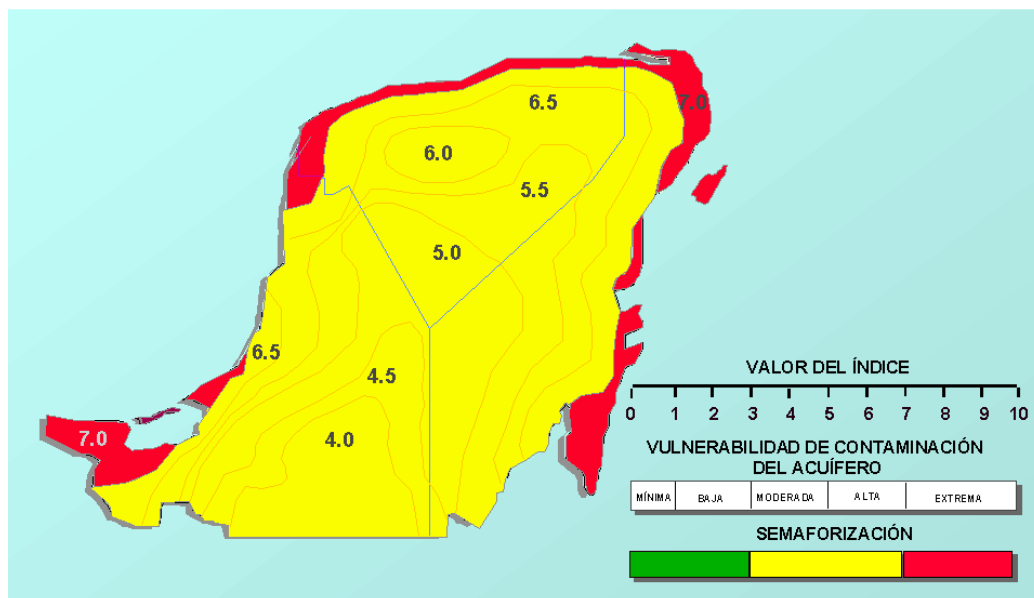 6.5
7.0
6.0
5.5
5.0
6.5
4.5
4.0
7.0
VALOR DEL ÍNDICE
0 1 2 3 4 5 6 7 8 9 10
VULNERABILIDAD DE CONTAMINACIÓN
DEL ACUÍFERO
MÍNIMA BAJA MODERADA ALTA EXTREMA
SEMAFORIZACIÓN